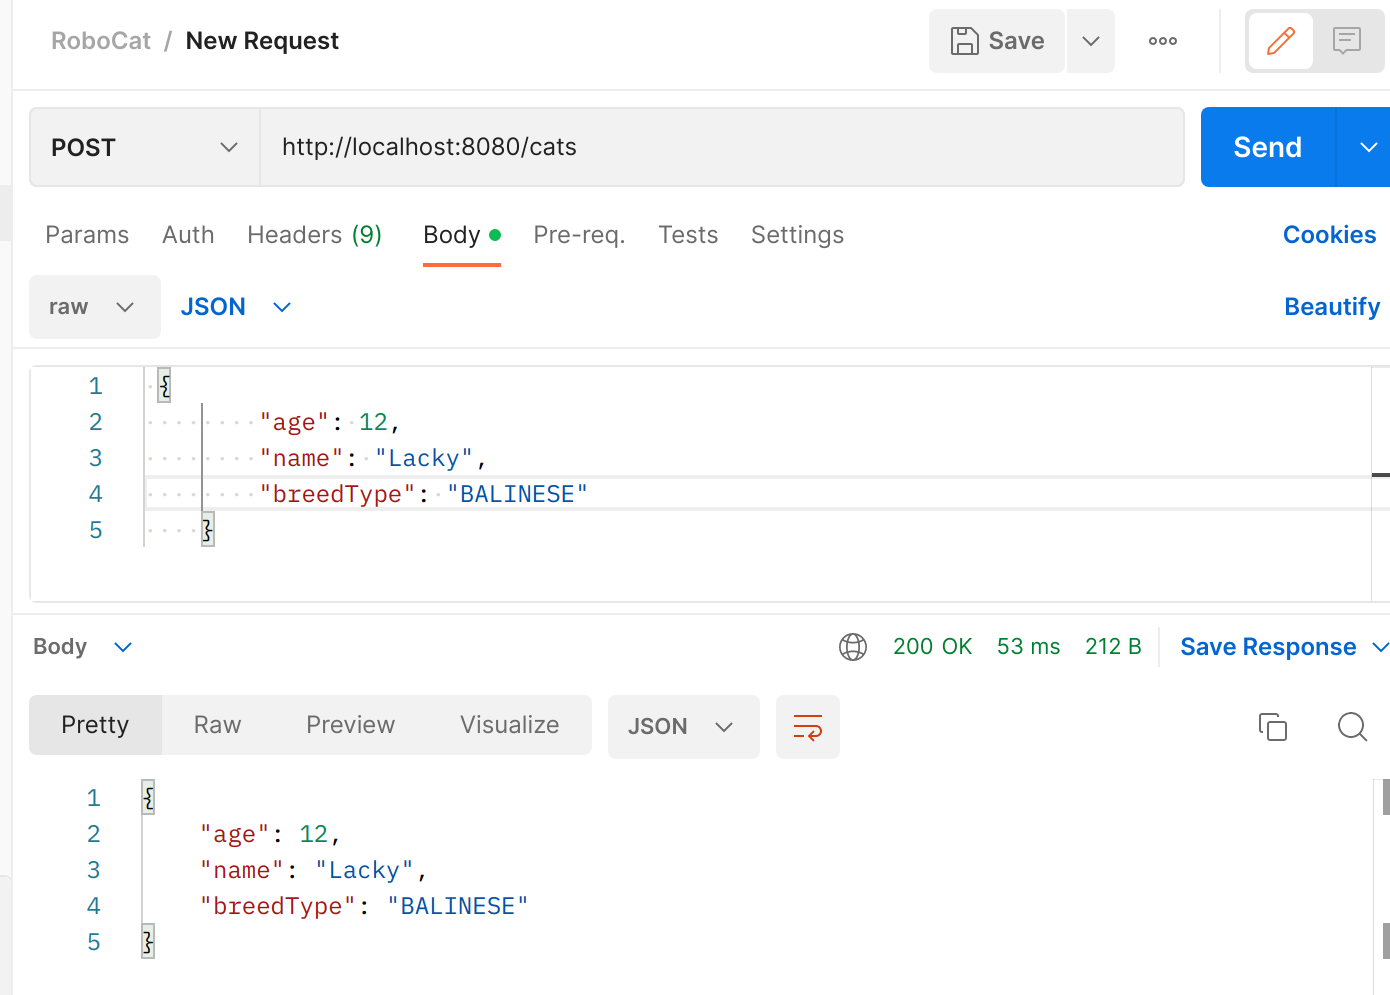 RoboCat / New Request Save
POST http://localhost:8080/cats Send
Params Auth Headers (9) Body Pre-req. Tests Settings Cookies
raw JSON Beautify
1 {
2 "age": 12,
3 "name": "Lacky",
4 "breedType": "BALINESE"
5 }
Body 200 OK 53 ms 212 B Save Response
Pretty Raw Preview Visualize JSON
1 {
2 "age": 12,
3 "name": "Lacky",
4 "breedType": "BALINESE"
5 }